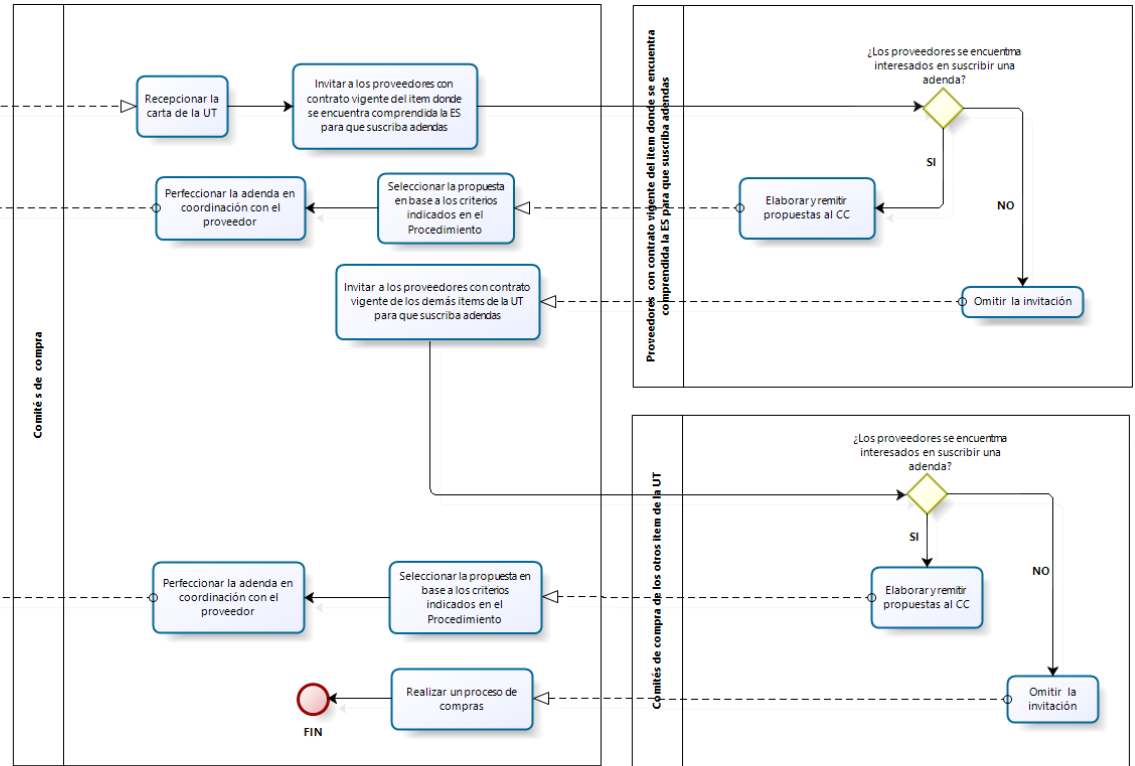 Comité s de compra
Recepcionar la
carta de la UT
Invitar a los proveedores con
contrato vigente del item donde
se encuentra comprendida la ES
para que suscriba adendas
Perfeccionar la adenda en
coordinación con el
proveedor
Seleccionar la propuesta
en base a los criterios
indicados en el
Procedimiento
Invitar a los proveedores con contrato
vigente de los demás items de la UT
para que suscriba adendas
Perfeccionar la adenda en
coordinación con el
proveedor
Seleccionar la propuesta en
base a los criterios
indicados en el
Procedimiento
Realizar un proceso de
compras
FIN
Proveedores con contrato vigente del item donde se encuentra
comprendida la ES para que suscriba adendas
¿Los proveedores se encuentrna
interesados en suscribir una
adenda?
SI
NO
Elaborar y remitir
propuestas al CC
Omitir la invitación
Comités de compra de los otros item de la UT
¿Los proveedores se encuentrna
interesados en suscribir una
adenda?
SI
NO
Elaborar y remitir
propuestas al CC
Omitir la
invitación